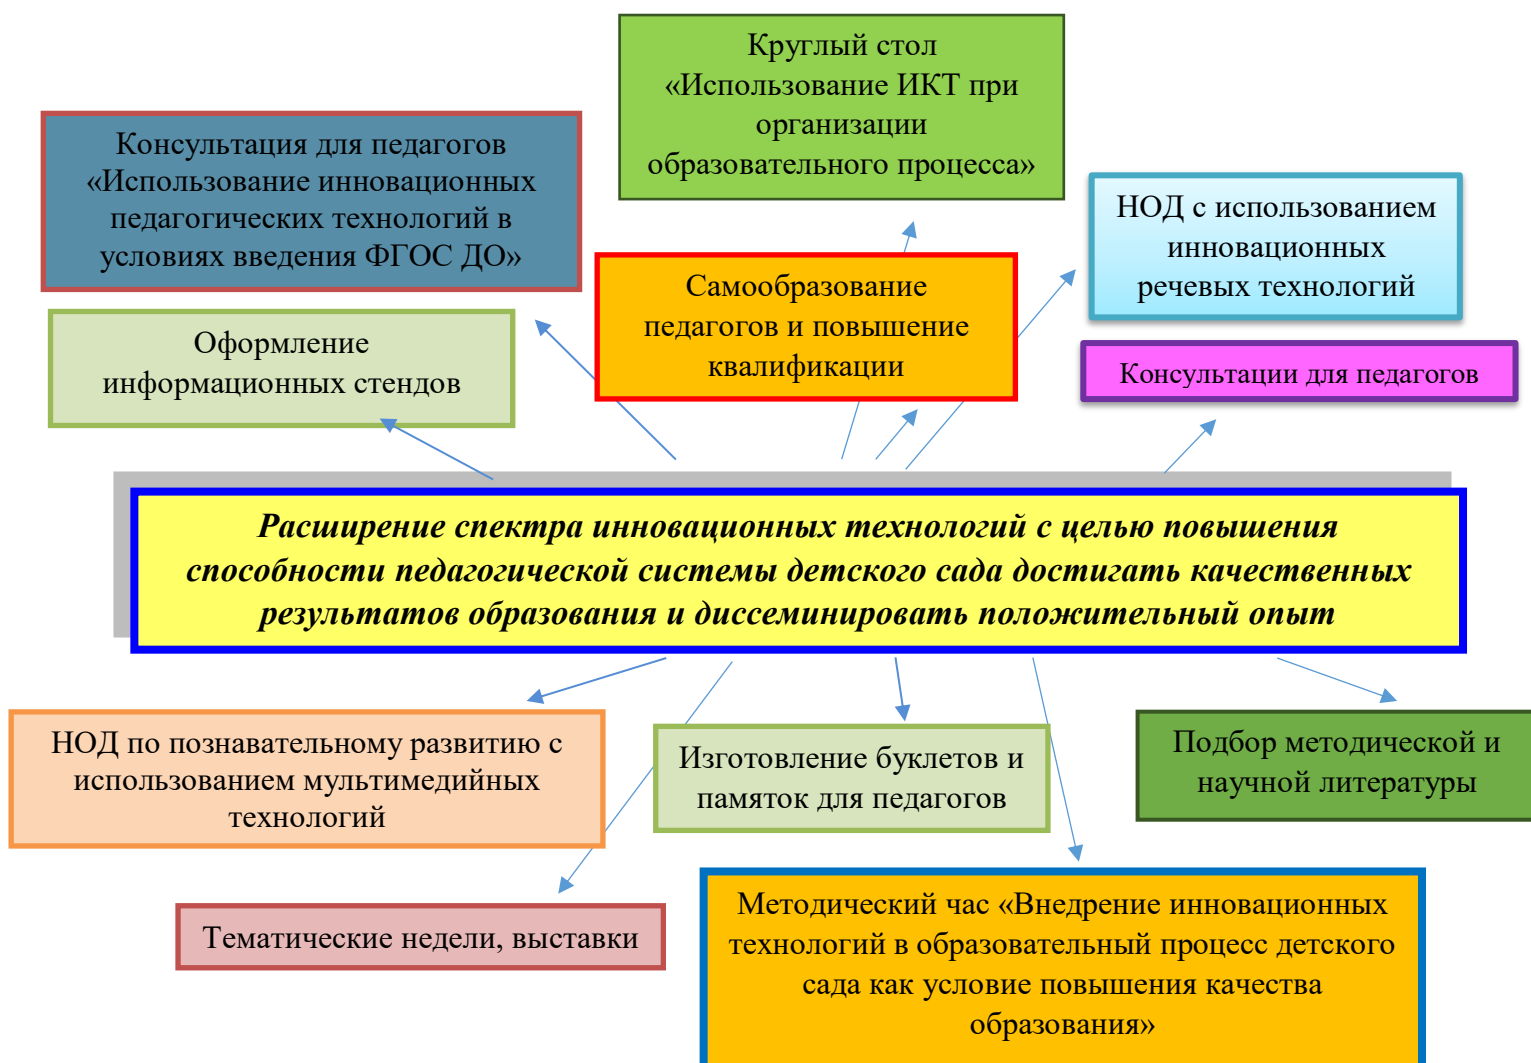 Круглый стол
«Использование ИКТ при
организации
образовательного процесса»
Консультация для педагогов
«Использование инновационных
педагогических технологий в
условиях введения ФГОС ДО»
НОД с использованием
инновационных
речевых технологий
Самообразование
педагогов и повышение
квалификации
Оформление
информационных стендов
Консультации для педагогов
Расширение спектра инновационных технологий с целью повышения
способности педагогической системы детского сада достигать качественных
результатов образования и диссеминировать положительный опыт
НОД по познавательному развитию с
использованием мультимедийных
технологий
Изготовление буклетов и
памяток для педагогов
Подбор методической и
научной литературы
Тематические недели, выставки
Методический час «Внедрение инновационных
технологий в образовательный процесс детского
сада как условие повышения качества
образования»